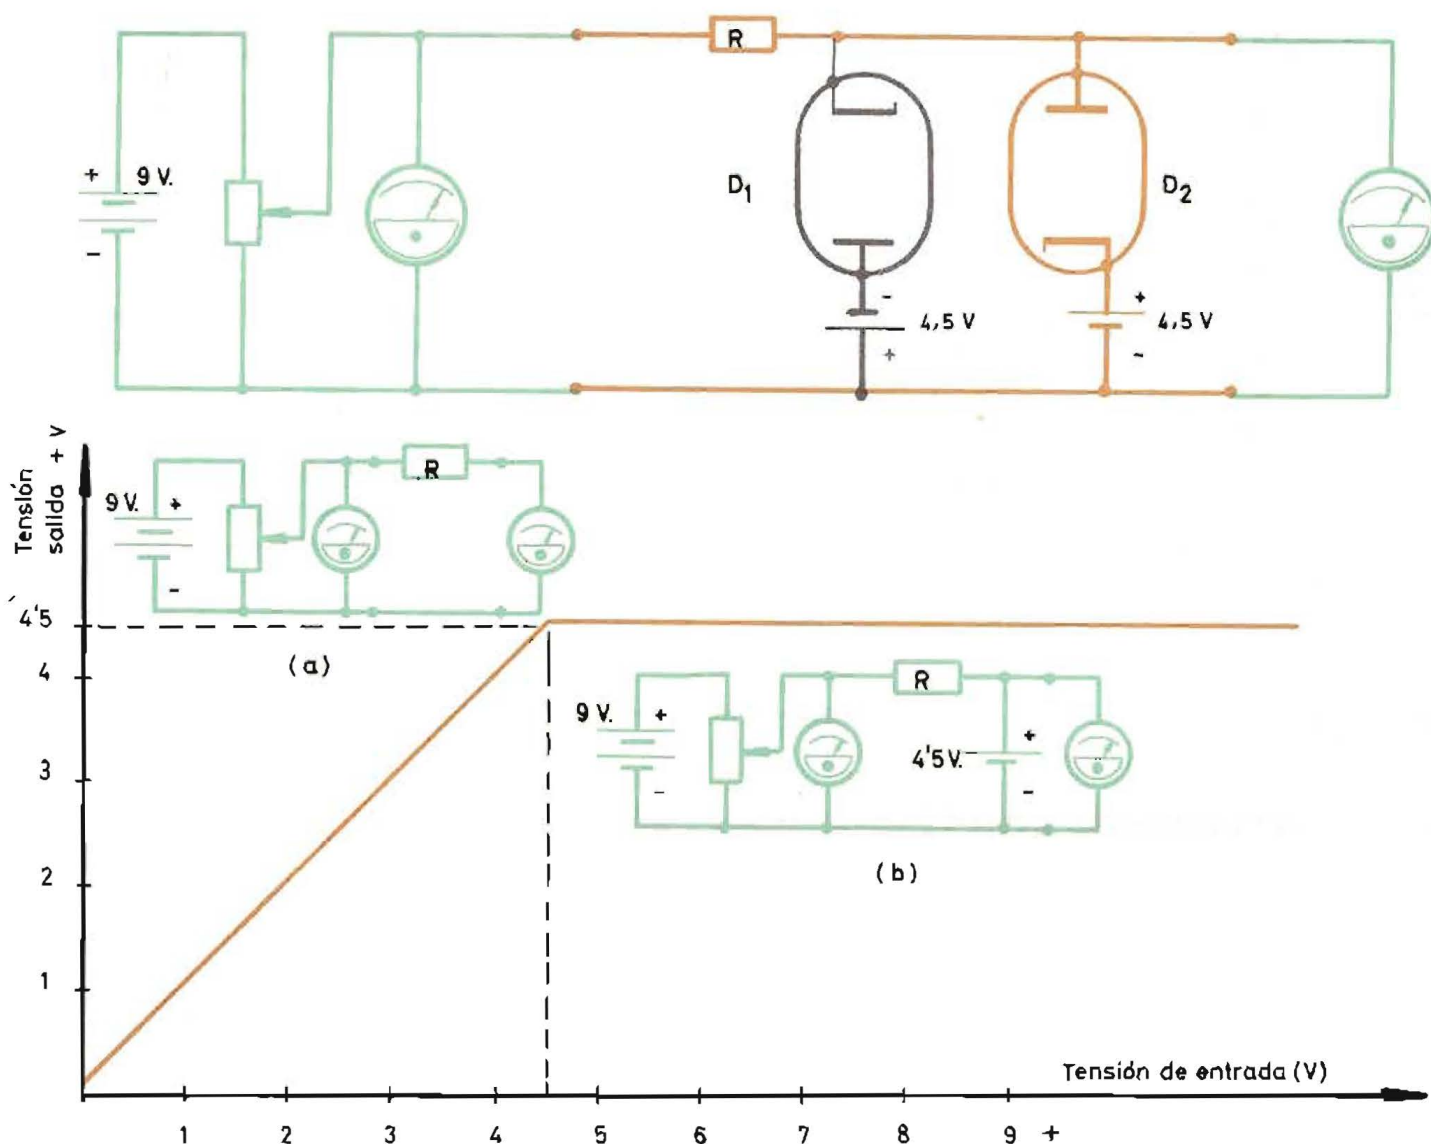 R
+
9 V.
-
D₁
D₂
-
4,5 V
+
+
4,5 V
-
Tensión
salida + V
R
9 V.
+
-
4'5
(a)
4
R
9 V.
+
-
4'5 V.
+
-
3
2
(b)
1
Tensión de entrada (V)
1 2 3 4 5 6 7 8 9 +